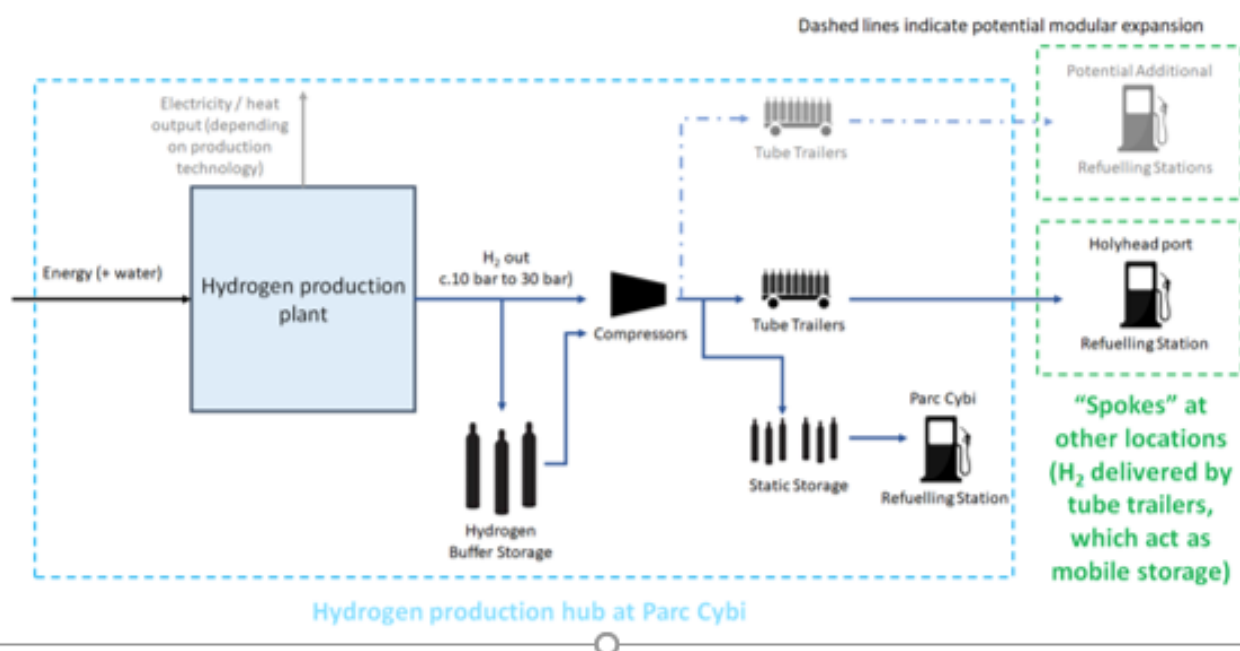 Dashed lines indicate potential modular expansion
Electricity / heat
output (depending
on production
technology)
Tube Trailers
Potential Additional
Refuelling Stations
Energy (+ water)
Hydrogen production
plant
H₂ out
c.10 bar to 30 bar)
Compressors
Tube Trailers
Holyhead port
Refuelling Station
Hydrogen
Buffer Storage
Static Storage
Parc Cybi
Refuelling Station
"Spokes" at
other locations
(H₂ delivered by
tube trailers,
which act as
mobile storage)
Hydrogen production hub at Parc Cybi